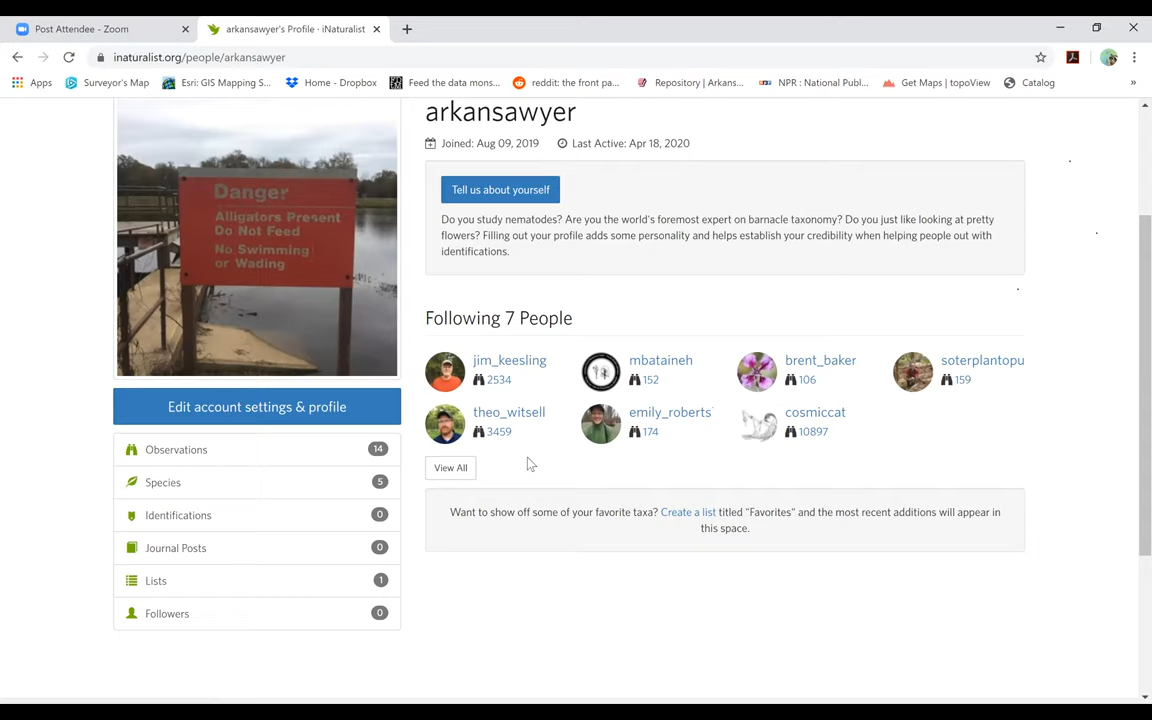 Post Attendee - Zoom
arkansawyer's Profile · iNaturalist
inaturalist.org/people/arkansawyer
Apps
Surveyor's Map
Esri: GIS Mapping S...
Home - Dropbox
Feed the data mons...
reddit: the front pa...
Repository | Arkans...
NPR : National Publ...
Get Maps | topoView
Catalog
»
arkansawyer
Joined: Aug 09, 2019
Last Active: Apr 18, 2020
Danger
Alligators Present
Do Not Feed
No Swimming
or Wading
Tell us about yourself
Do you study nematodes? Are you the world's foremost expert on barnacle taxonomy? Do you just like looking at pretty
flowers? Filling out your profile adds some personality and helps establish your credibility when helping people out with
identifications.
Following 7 People
jim_keesling
2534
mbataineh
152
brent_baker
106
soterplantopu
159
theo_witsell
3459
emily_roberts
174
cosmiccat
10897
View All
Want to show off some of your favorite taxa? Create a list titled "Favorites" and the most recent additions will appear in
this space.
Edit account settings & profile
Observations 14
Species 5
Identifications 0
Journal Posts 0
Lists 1
Followers 0